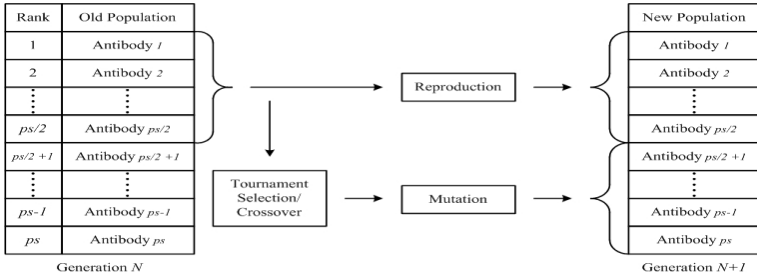 Rank Old Population New Population
1 Antibody 1 Antibody 1
2 Antibody 2 Antibody 2
Reproduction
ps/2 Antibody ps/2 Antibody ps/2
ps/2 +1 Antibody ps/2 +1 Antibody ps/2 +1
Tournament
Selection/
Crossover
Mutation
ps-1 Antibody ps-1 Antibody ps-1
ps Antibody ps Antibody ps
Generation N Generation N+1